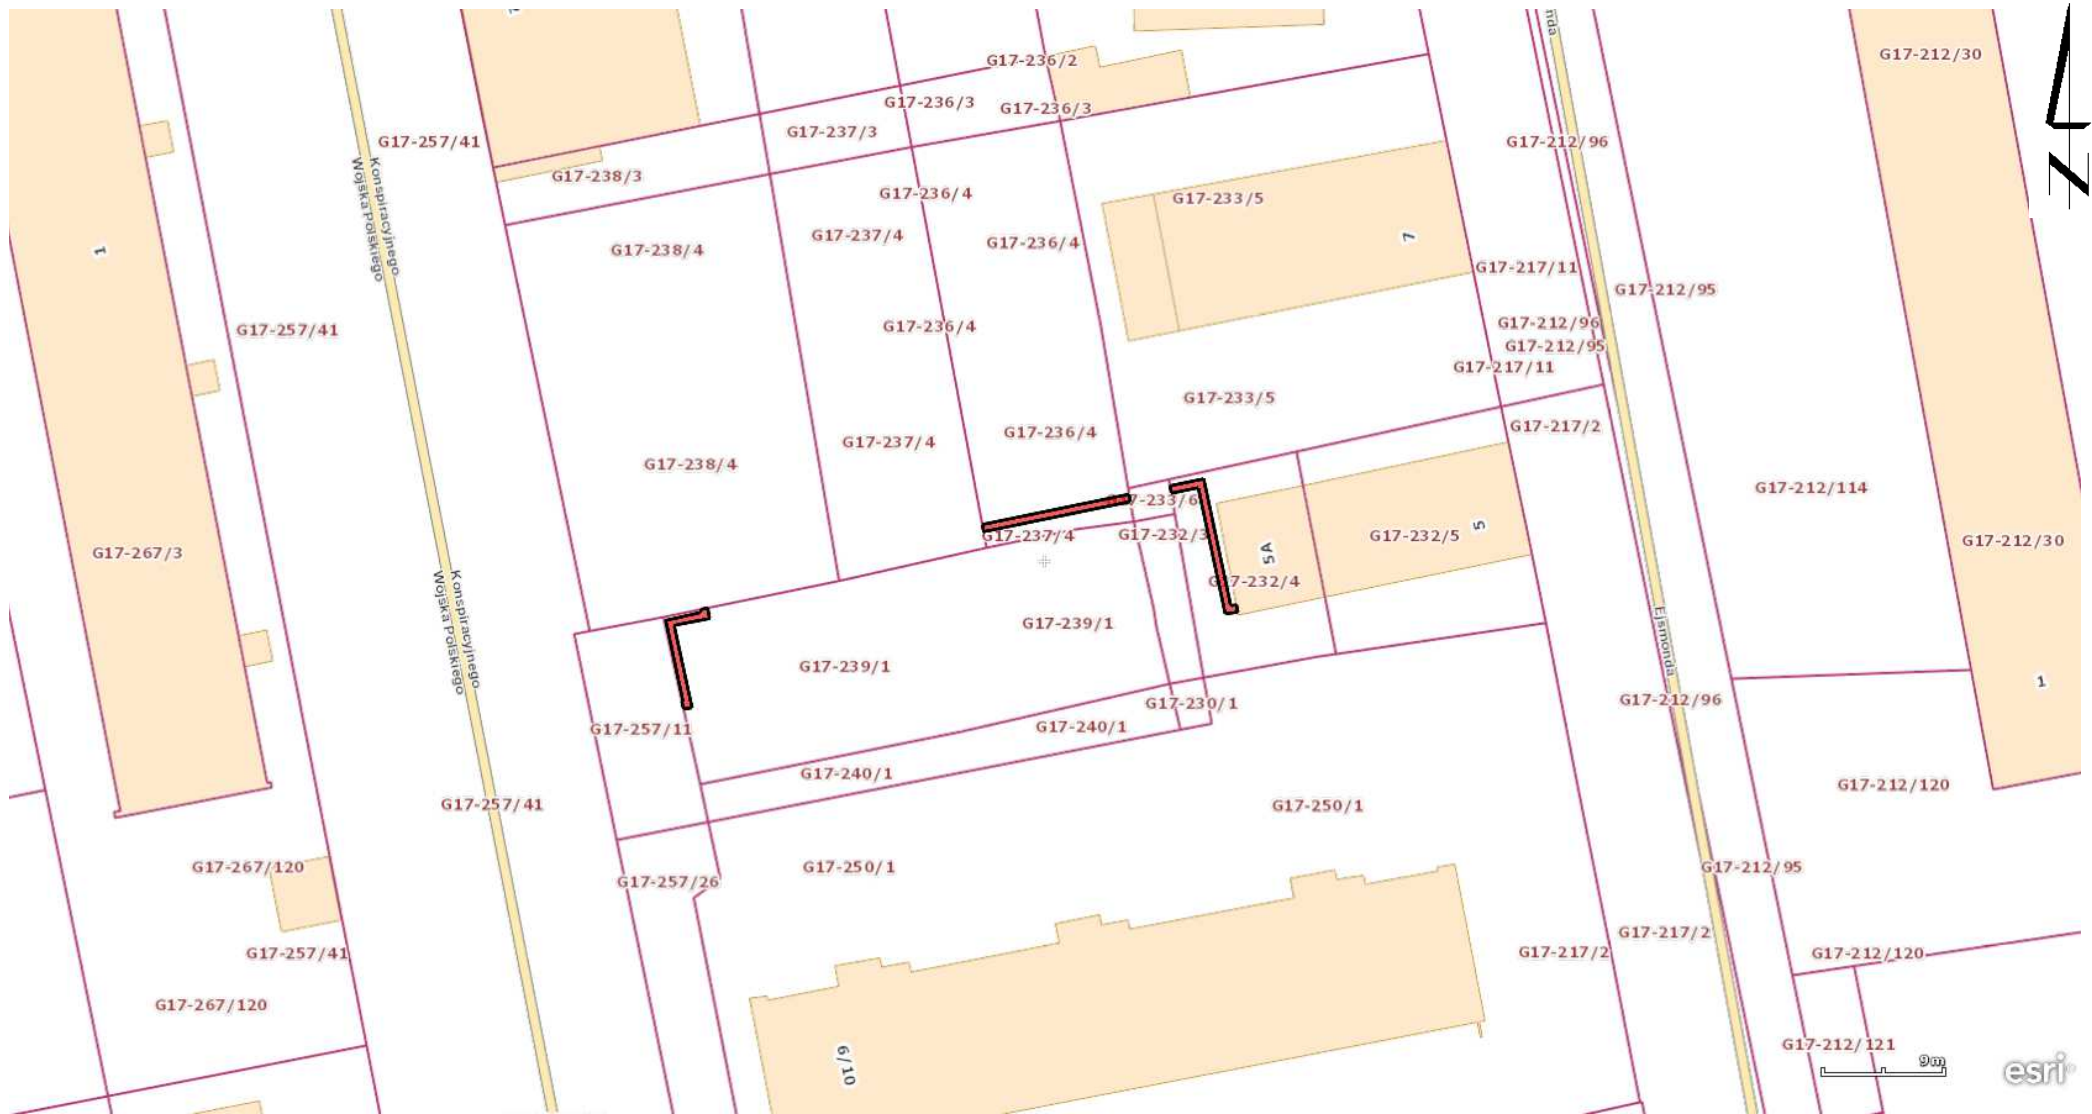 G17-212/30
G17-236/2
G17-236/3
G17-236/3
G17-237/3
G17-257/41
G17-212/96
G17-238/3
G17-236/4
G17-233/5
Konspiracyjnego
Wojska Polskiego
G17-237/4
G17-236/4
G17-238/4
7
1
N
G17-217/11
G17-212/95
G17-257/41
G17-236/4
G17-212/96
G17-212/95
G17-217/11
G17-233/5
G17-217/2
G17-236/4
G17-237/4
G17-238/4
G17-212/114
G17-233/6
G17-237/4
G17-232/3
G17-232/5
5
5A
G17-212/30
G17-267/3
G17-232/4
Konspiracyjnego
Wojska Polskiego
G17-239/1
Ejsmonda
G17-239/1
1
G17-212/96
G17-230/1
G17-257/11
G17-240/1
G17-240/1
G17-212/120
G17-257/41
G17-250/1
G17-267/120
G17-250/1
G17-212/95
G17-257/26
G17-217/2
G17-257/41
G17-217/2
G17-212/120
G17-267/120
G17-212/121
6/10
9m
esri